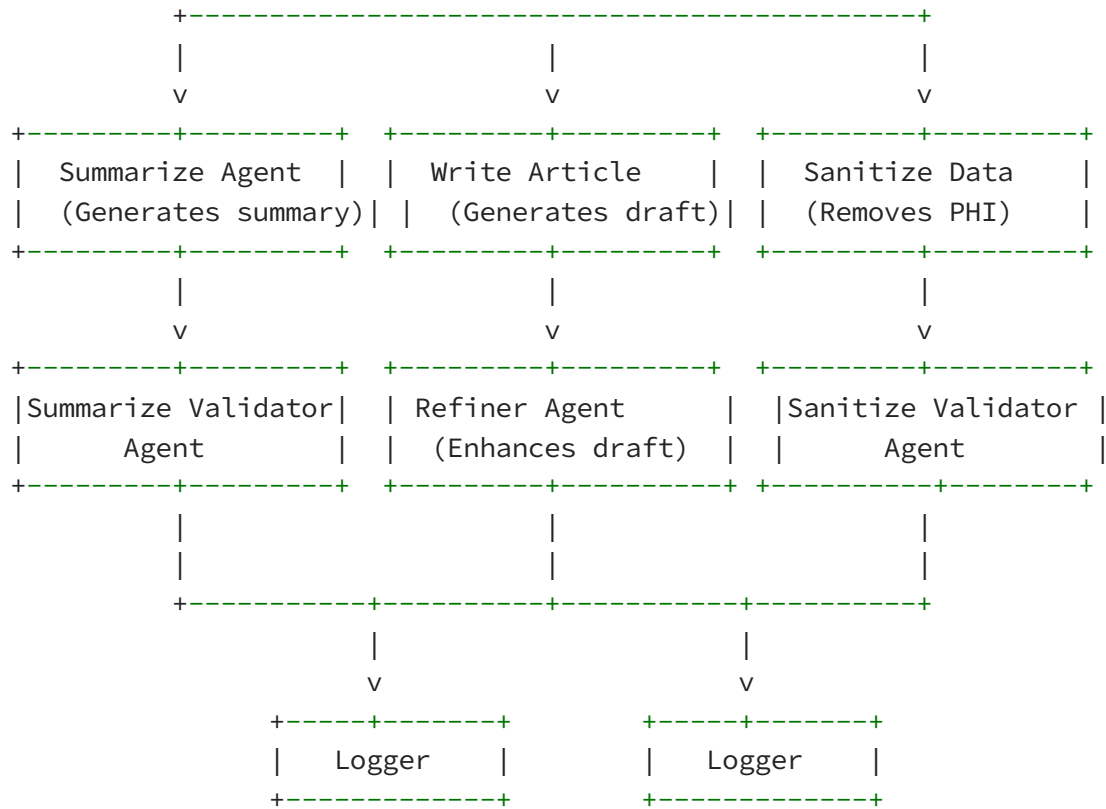 +---------------------------------------+
|                   |                   |
v                   v                   v
+---------+---------+ +---------+---------+ +---------+---------+
| Summarize Agent | | Write Article | | Sanitize Data |
| (Generates summary)| | (Generates draft)| | (Removes PHI) |
+---------+---------+ +---------+---------+ +---------+---------+
| | |
v v v
+---------+---------+ +---------+---------+ +---------+---------+
|Summarize Validator| | Refiner Agent | |Sanitize Validator |
| Agent | | (Enhances draft) | | Agent |
+---------+---------+ +---------+----------+ +----------+--------+
| | |
| | |
+----------+---------+----------+---------+
| |
v v
+-----+-------+ +-----+-------+
| Logger | | Logger |
+-------------+ +-------------+